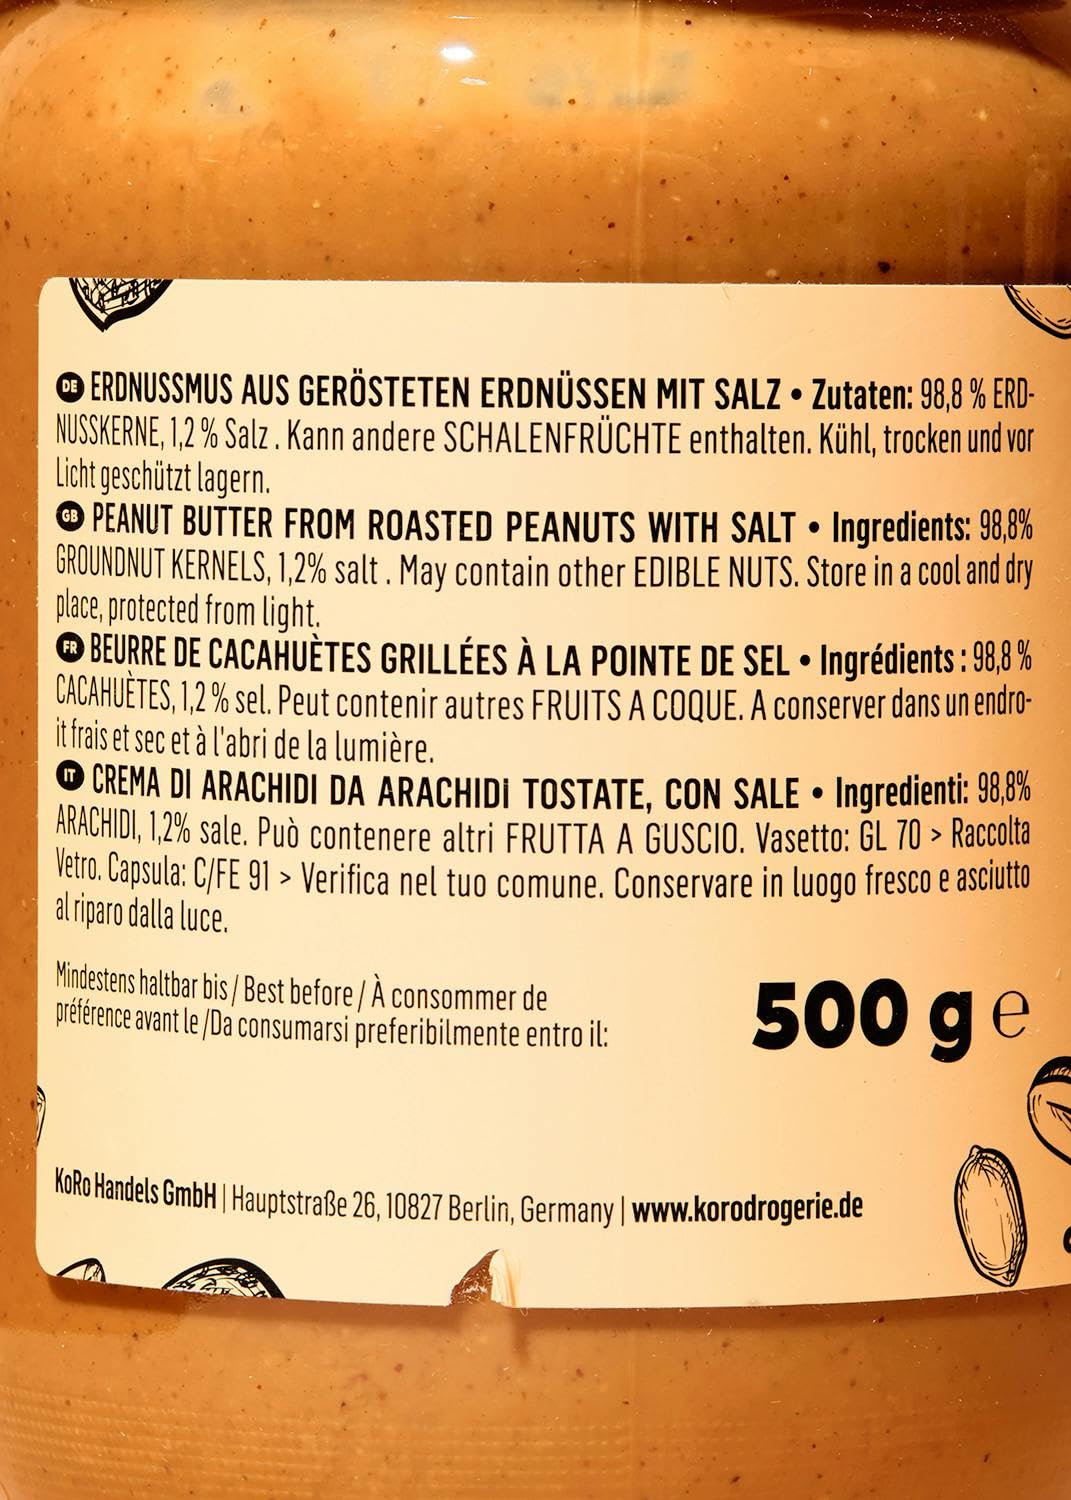 DE ERDNUSSMUS AUS GERÖSTETEN ERDNÜSSEN MIT SALZ • Zutaten: 98,8 % ERD-
NUSSKERNE, 1,2 % Salz . Kann andere SCHALENFRÜCHTE enthalten. Kühl, trocken und vor
Licht geschützt lagern.
GB PEANUT BUTTER FROM ROASTED PEANUTS WITH SALT • Ingredients: 98,8%
GROUNDNUT KERNELS, 1,2% salt . May contain other EDIBLE NUTS. Store in a cool and dry
place, protected from light.
FR BEURRE DE CACAHUÈTES GRILLÉES À LA POINTE DE SEL • Ingrédients : 98,8 %
CACAHUÈTES, 1,2 % sel. Peut contenir autres FRUITS A COQUE. A conserver dans un endro-
it frais et sec et à l'abri de la lumière.
IT CREMA DI ARACHIDI DA ARACHIDi TOSTATE, CON SALE • Ingredienti: 98,8%
ARACHIDI, 1,2% sale. Può contenere altri FRUTTA A GUSCIO. Vasetto: GL 70 > Raccolta
Vetro. Capsula: C/FE 91 > Verifica nel tuo comune. Conservare in luogo fresco e asciutto
al riparo dalla luce.
Mindestens haltbar bis / Best before / À consommer de
préférence avant le /Da consumarsi preferibilmente entro il:
500 g e
KoRo Handels GmbH | Hauptstraße 26, 10827 Berlin, Germany | www.korodrogerie.de